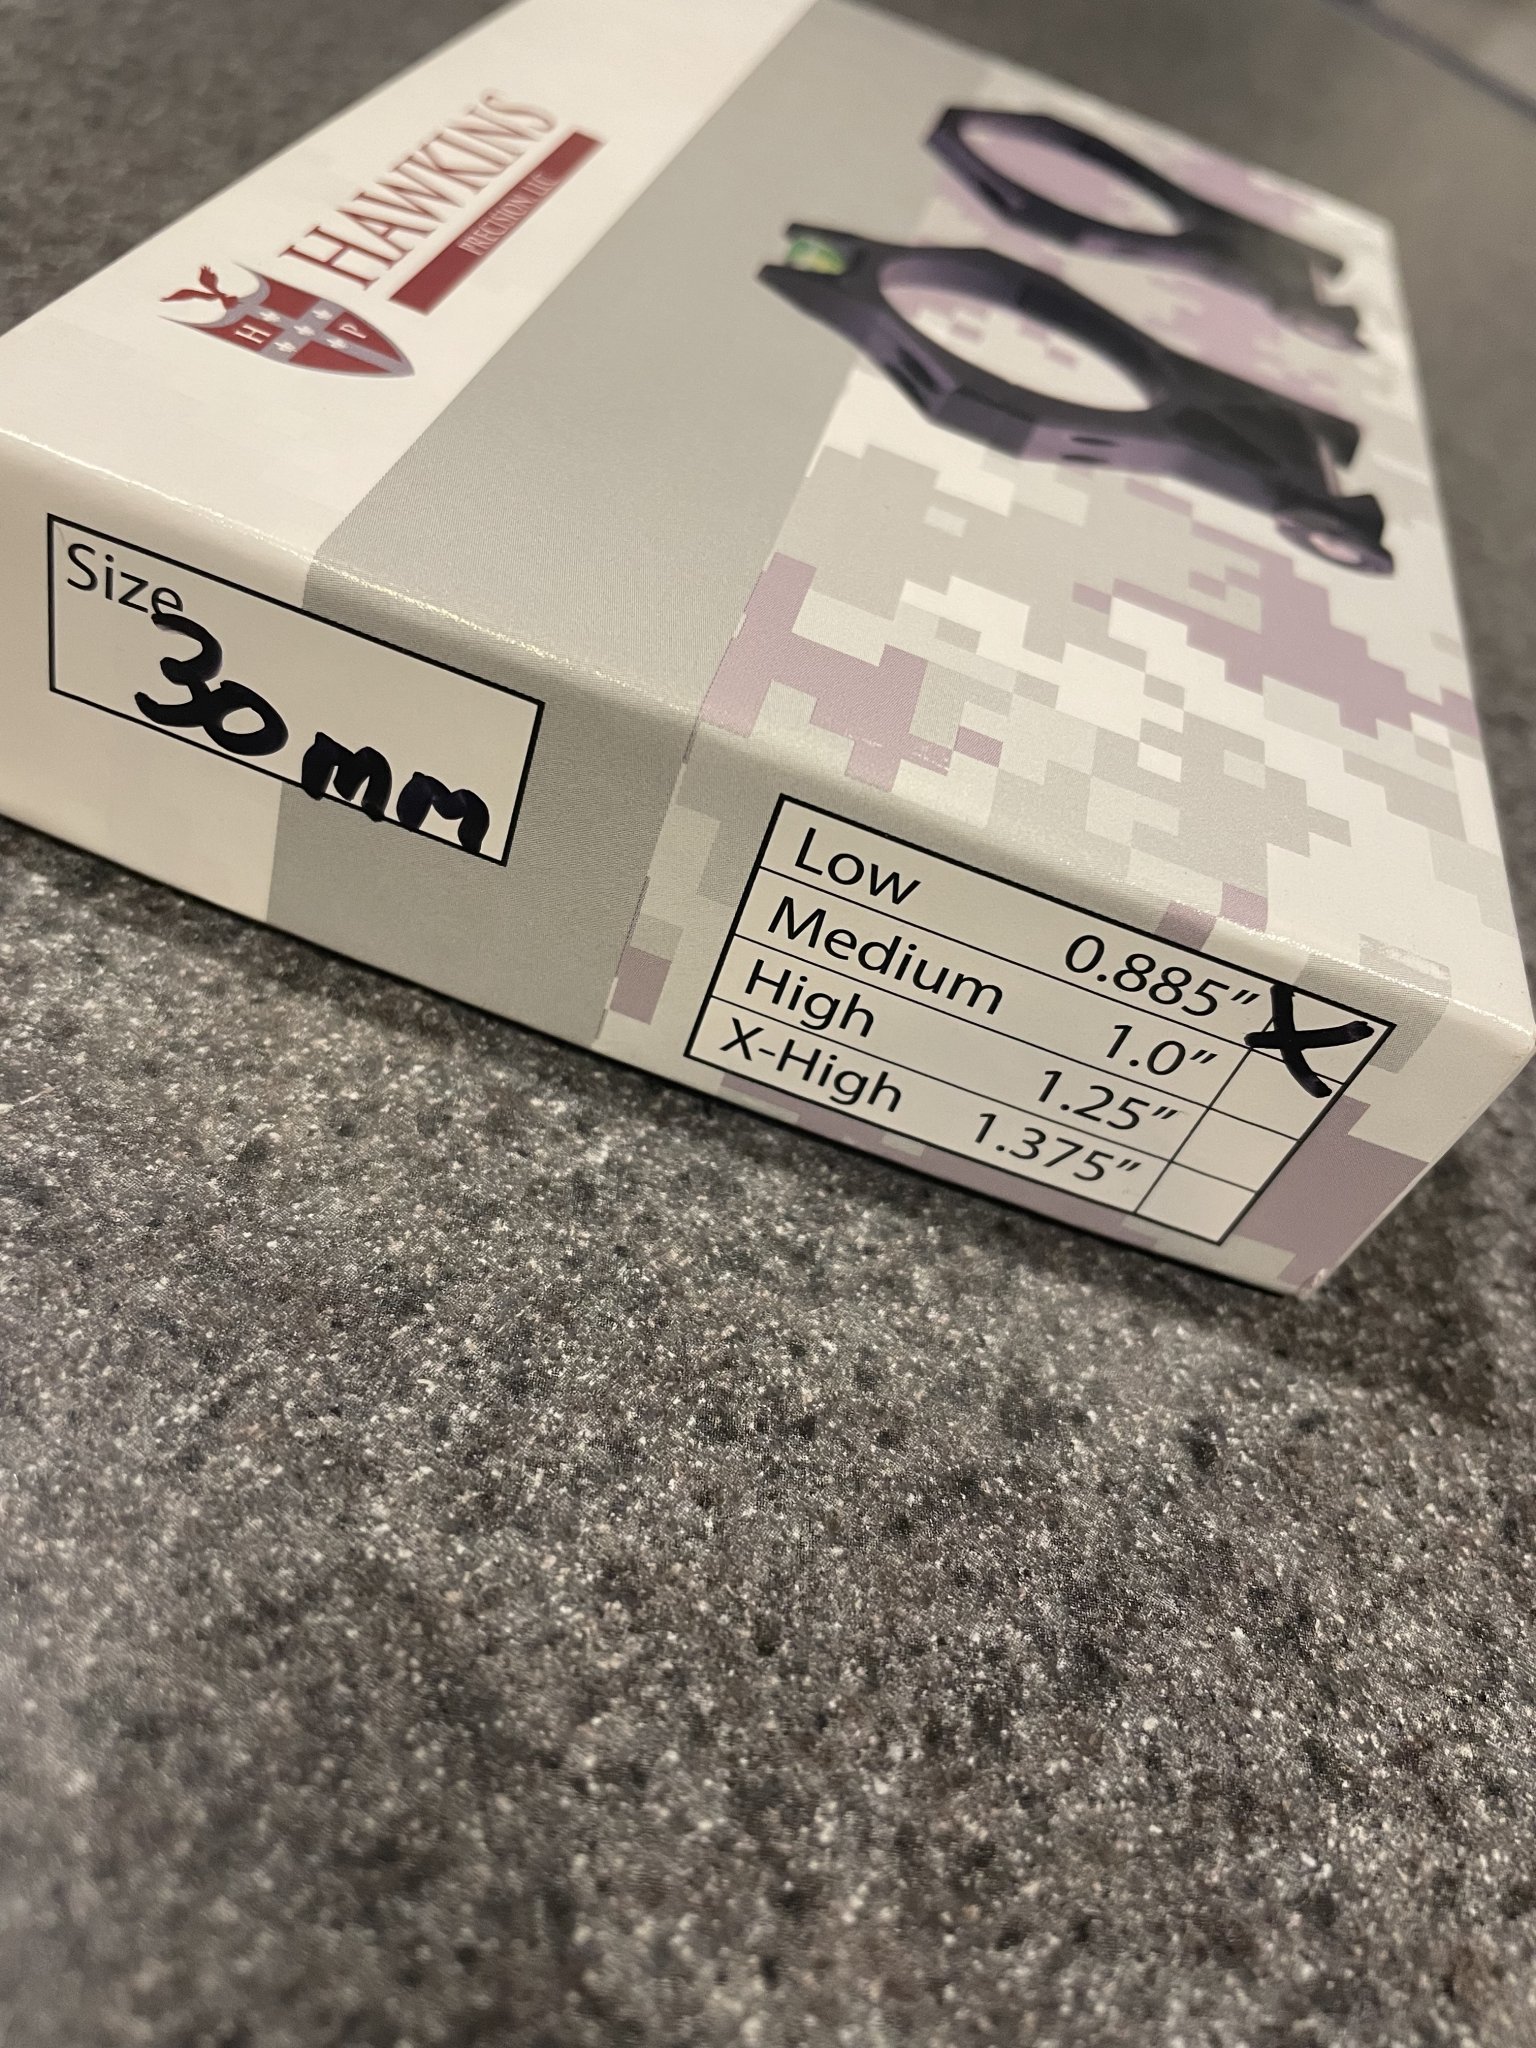 HAWKINS
PRECISION, LLC
H P
Size
30mm
Low 0.885" X
Medium 1.0"
High 1.25"
X-High 1.375"